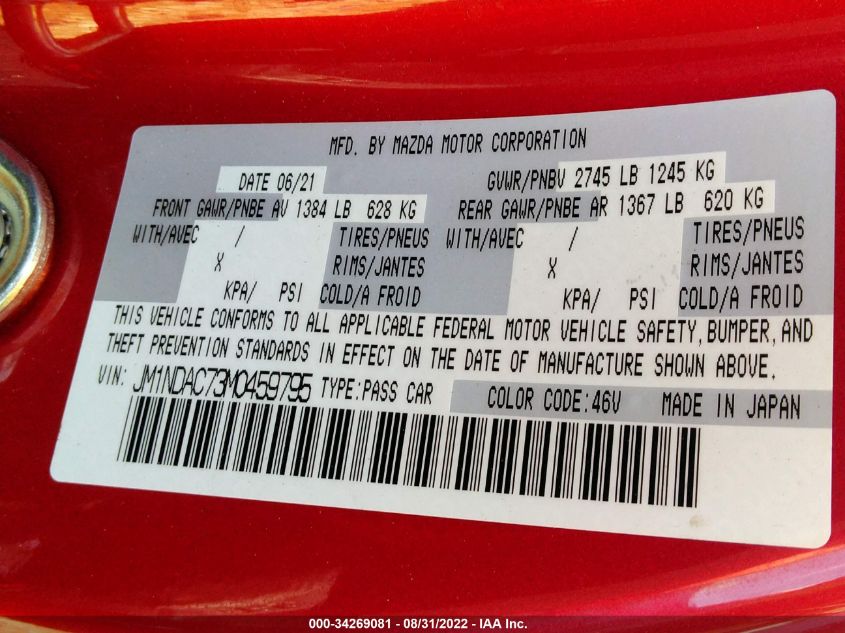 MFD. BY MAZDA MOTOR CORPORATION
DATE 06/21 GVWR/PNBV 2745 LB 1245 KG
FRONT GAWR/PNBE AV 1384 LB 628 KG REAR GAWR/PNBE AR 1367 LB 620 KG
WITH/AVEC / TIRES/PNEUS WITH/AVEC / TIRES/PNEUS
X RIMS/JANTES X RIMS/JANTES
KPA/ PSI COLD/A FROID KPA/ PSI COLD/A FROID
THIS VEHICLE CONFORMS TO ALL APPLICABLE FEDERAL MOTOR VEHICLE SAFETY, BUMPER, AND
THEFT PREVENTION STANDARDS IN EFFECT ON THE DATE OF MANUFACTURE SHOWN ABOVE.
VIN: JM1NDAC73M0459795 TYPE:PASS CAR COLOR CODE:46V MADE IN JAPAN
000-34269081 - 08/31/2022 - IAA Inc.